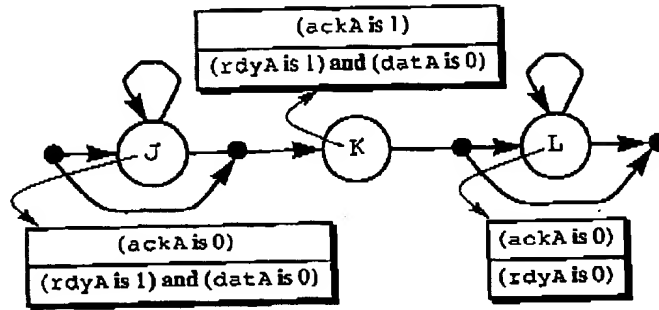 (ackA is 1)
(rdyA is 1) and (datA is 0)
J
K
L
(ackA is 0)
(rdyA is 1) and (datA is 0)
(ackA is 0)
(rdyA is 0)